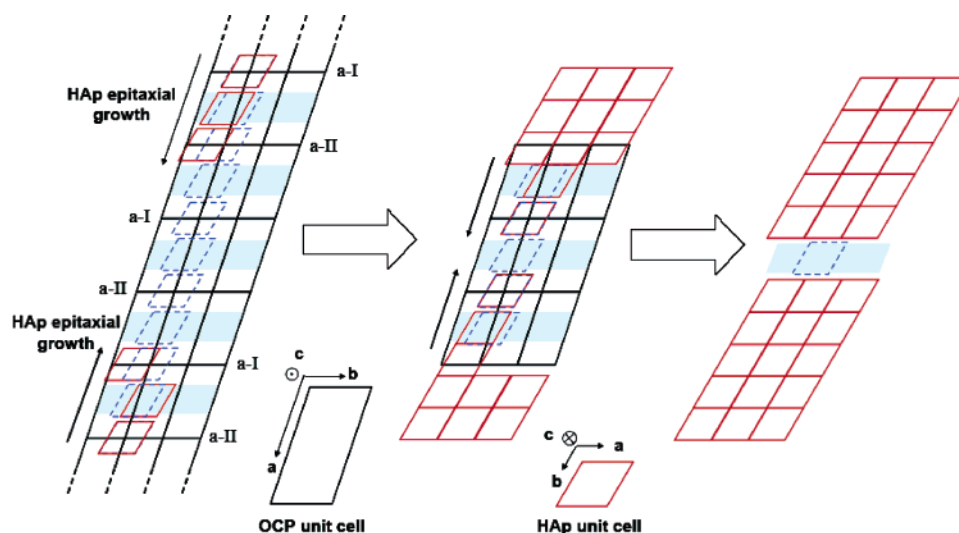 a-I
HAp epitaxial
growth
a-II
a-I
a-II
HAp epitaxial
growth
a-I
a-II
c
b
a
OCP unit cell
c
a
b
HAp unit cell